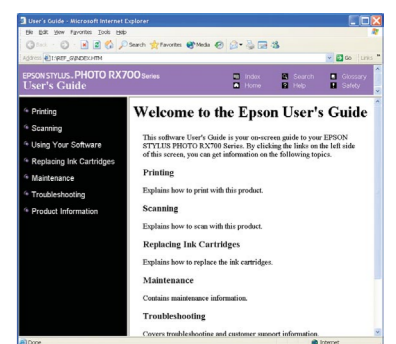 User's Guide - Microsoft Internet Explorer
File Edit View Favorites Tools Help
Back Search Favorites Media
Address I:\REF_G\INDEX.HTM Go Links
EPSON STYLUS. PHOTO RX700 Series
User's Guide
Index Search Glossary
Home Help Safety
Printing
Scanning
Using Your Software
Replacing Ink Cartridges
Maintenance
Troubleshooting
Product Information
Welcome to the Epson User's Guide
This software User's Guide is your on-screen guide to your EPSON
STYLUS PHOTO RX700 Series. By clicking the links on the left side
of this screen, you can get information on the following topics.
Printing
Explains how to print with this product.
Scanning
Explains how to scan with this product.
Replacing Ink Cartridges
Explains how to replace the ink cartridges.
Maintenance
Contains maintenance information.
Troubleshooting
Covers troubleshooting and customer support information.
Done Internet